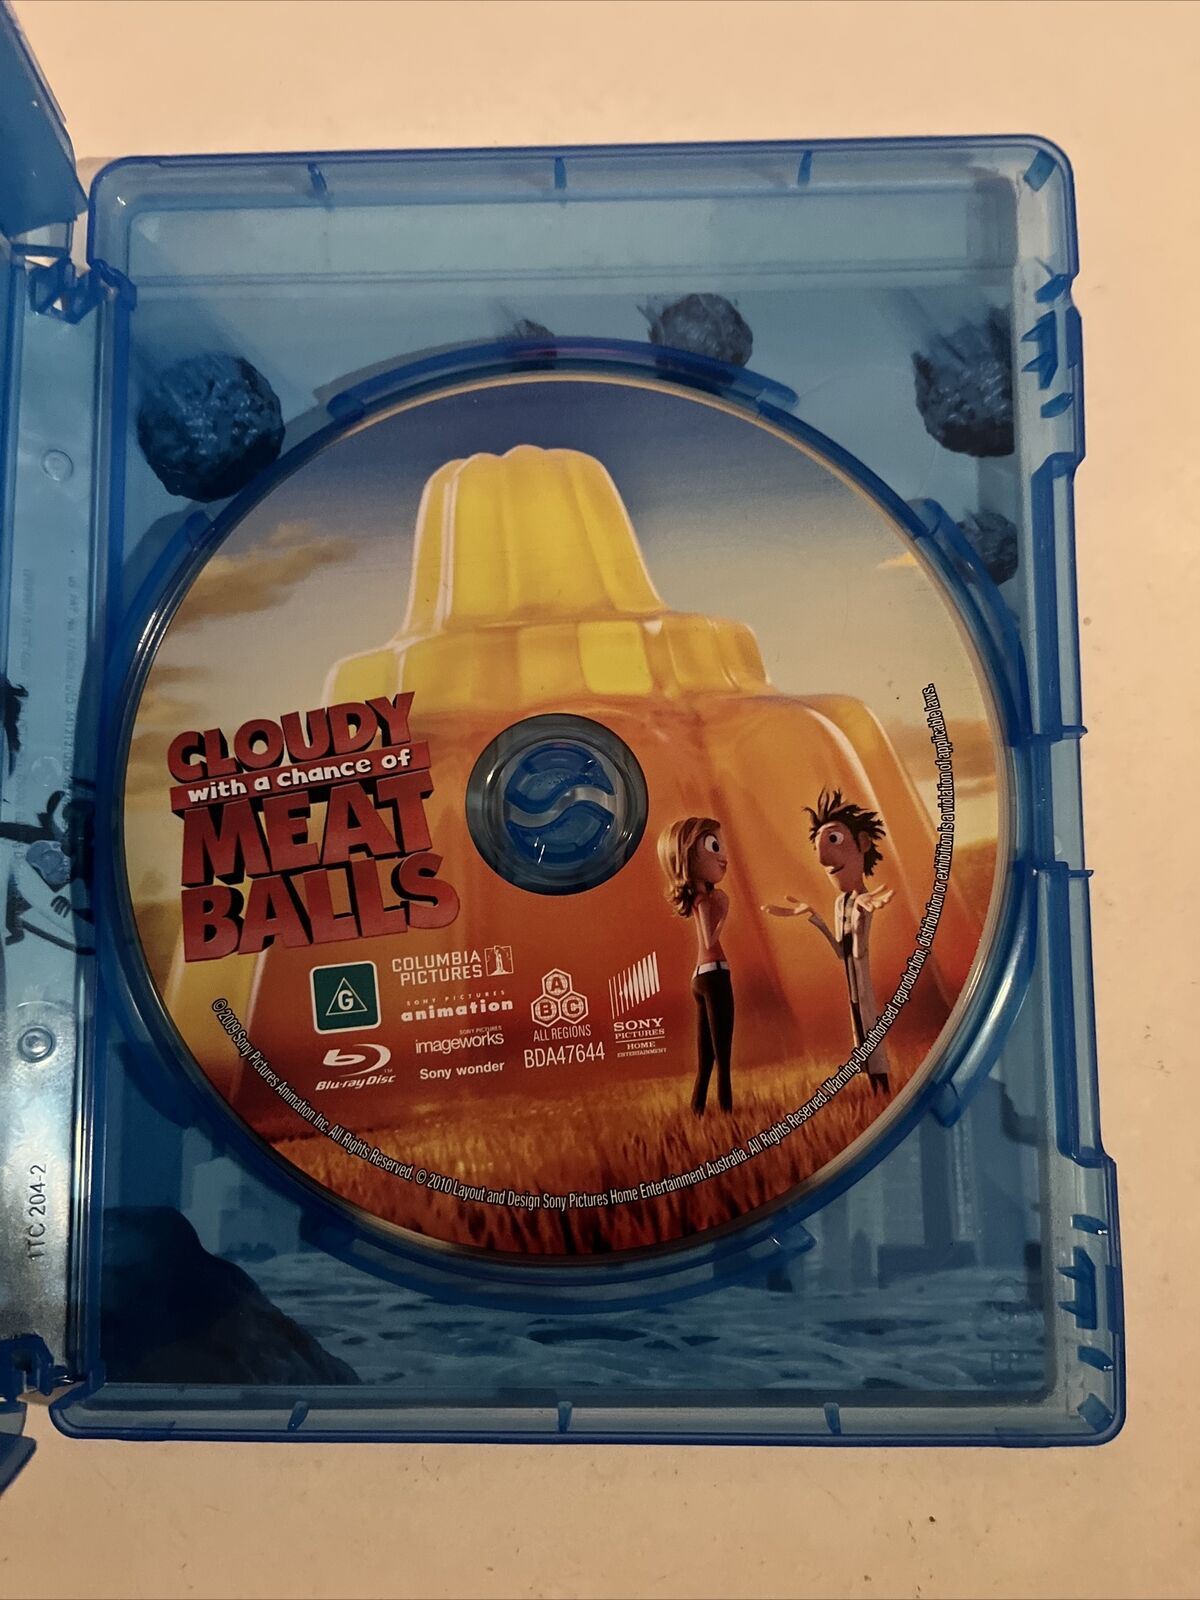 CLOUDY
with a chance of
MEAT
BALLS
G
COLUMBIA
PICTURES
SONY PICTURES
animation
SONY PICTURES
imageworks
Sony wonder
Blu-ray Disc™
A
B C
ALL REGIONS
BDA47644
SONY
PICTURES
HOME
ENTERTAINMENT
©2009 Sony Pictures Animation Inc. All Rights Reserved. © 2010 Layout and Design Sony Pictures Home Entertainment Australia. All Rights Reserved. Warning: Unauthorised reproduction, distribution or exhibition is a violation of applicable laws.
1TC 204-2